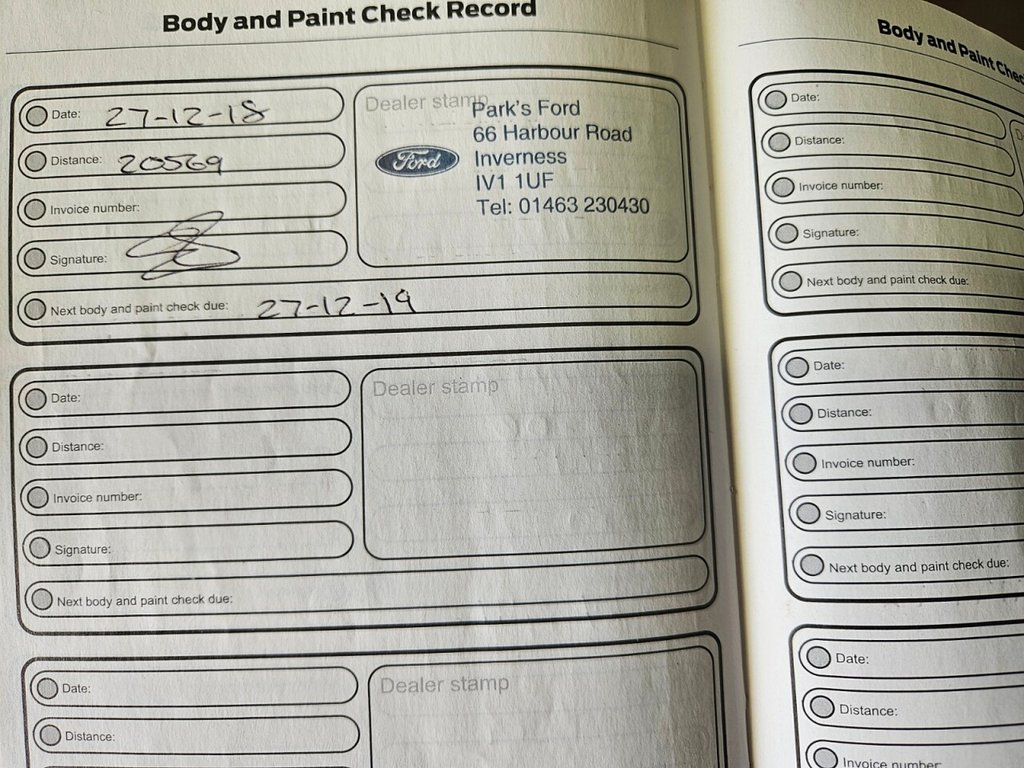 Body and Paint Check Record
Date: 27-12-18
Distance: 20569
Invoice number:
Signature:
Next body and paint check due: 27-12-19
Dealer stamp
Ford
Park's Ford
66 Harbour Road
Inverness
IV1 1UF
Tel: 01463 230430
Date:
Distance:
Invoice number:
Signature:
Next body and paint check due:
Dealer stamp
Date:
Distance:
Dealer stamp
Body and Paint Chec
Date:
Distance:
Invoice number:
Signature:
Next body and paint check due:
D
Date:
Distance:
Invoice number:
Signature:
Next body and paint check due:
Date:
Distance:
Invoice number